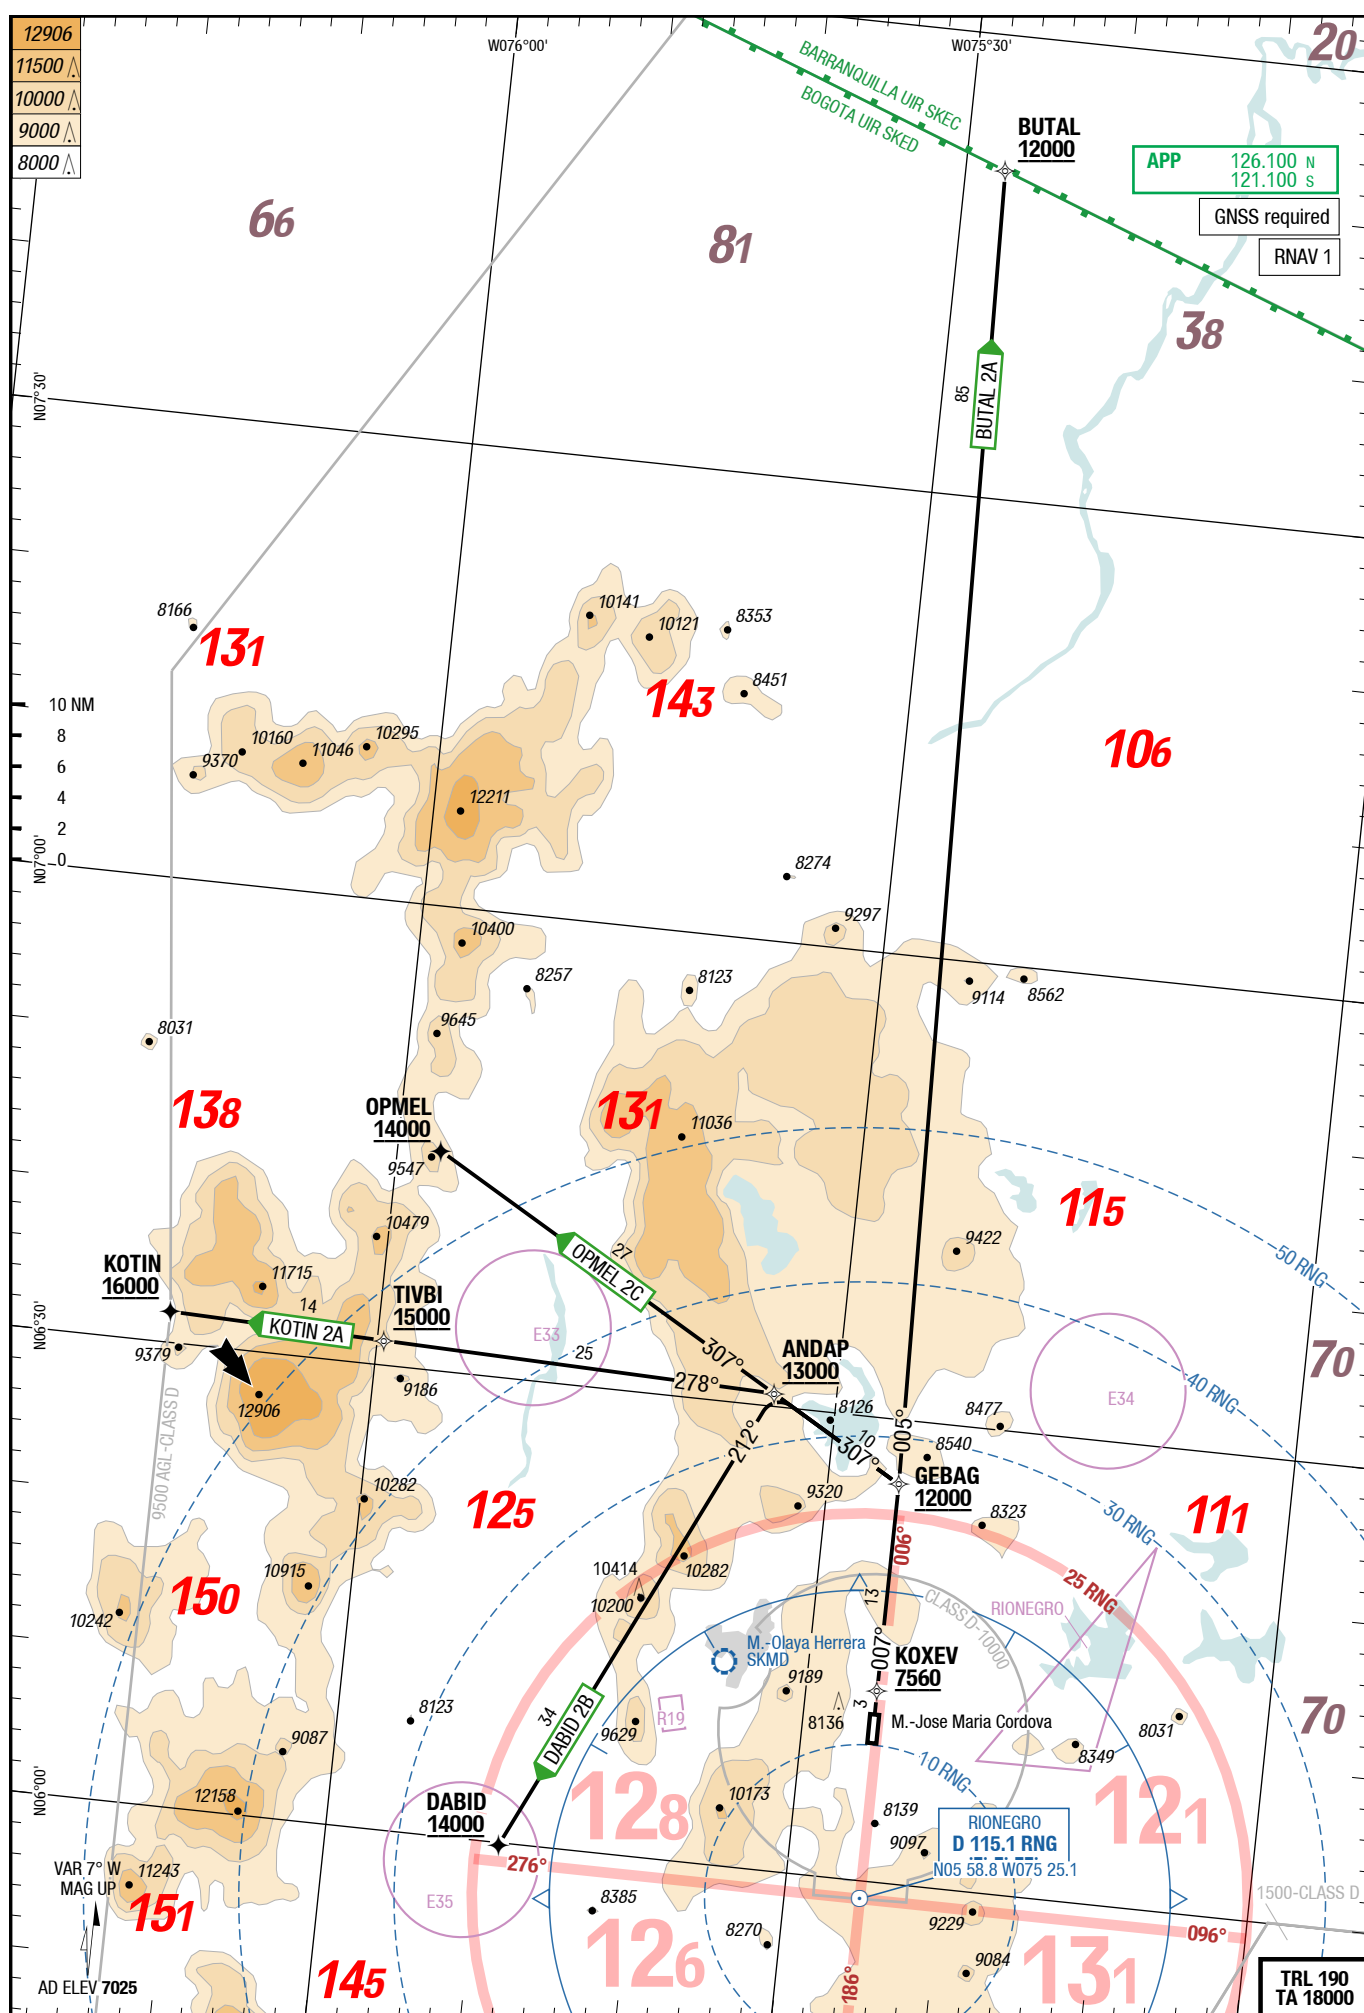 12906
11500
10000
9000
8000
W076°00'
W075°30'
20
BARRANQUILLA UIR SKEC
BOGOTA UIR SKED
BUTAL
12000
APP 126.100 N
121.100 S
GNSS required
RNAV 1
66
81
38
N07°30'
85
BUTAL 2A
8166
131
10141
10121
8353
143
8451
10 NM
8
6
4
2
0
N07°00'
10160
9370
11046
10295
12211
106
8274
9297
10400
8257
8123
9114
8562
9645
8031
138
OPMEL
14000
9547
131
11036
115
10479
9422
50 RNG
KOTIN
16000
11715
TIVBI
15000
14
KOTIN 2A
27
OPMEL 2C
N06°30'
E33
25
307°
278°
ANDAP
13000
70
40 RNG
E34
9379
9500 AGL-CLASS D
12906
9186
8126
8477
212°
10
307°
005°
8540
GEBAG
12000
10282
125
9320
8323
30 RNG
111
006°
10915
150
10242
10414
10282
10200
25 RNG
13
CLASS D-10000
RIONEGRO
M.-Olaya Herrera
SKMD
007°
KOXEV
7560
9189
3
8136
M.-Jose Maria Cordova
8123
34
DABID 2B
R19
9629
8031
8349
70
9087
N06°00'
12158
DABID
14000
128
10173
10 RNG
121
8139
9097
RIONEGRO
D 115.1 RNG
N05 58.8 W075 25.1
276°
VAR 7° W
MAG UP
11243
151
E35
8385
8270
9229
1500-CLASS D
096°
9084
126
131
186°
145
AD ELEV 7025
TRL 190
TA 18000